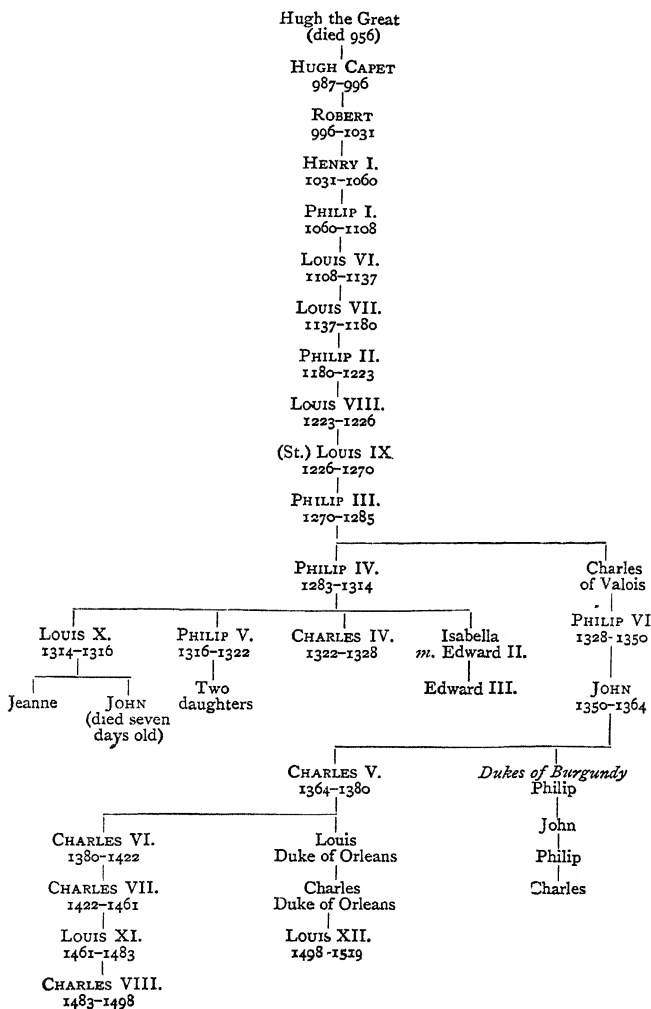 Hugh the Great
(died 956)
HUGH CAPET
987-996
ROBERT
996-1031
HENRY I.
1031-1060
PHILIP I.
1060-1108
LOUIS VI.
1108-1137
LOUIS VII.
1137-1180
PHILIP II.
1180-1223
LOUIS VIII.
1223-1226
(St.) LOUIS IX.
1226-1270
PHILIP III.
1270-1285
PHILIP IV.
1283-1314
Charles
of Valois
LOUIS X.
1314-1316
PHILIP V.
1316-1322
CHARLES IV.
1322-1328
Isabella
m. Edward II.
PHILIP VI
1328-1350
Jeanne
JOHN
(died seven
days old)
Two
daughters
Edward III.
JOHN
1350-1364
CHARLES V.
1364-1380
Dukes of Burgundy
Philip
CHARLES VI.
1380-1422
Louis
Duke of Orleans
John
CHARLES VII.
1422-1461
Charles
Duke of Orleans
Philip
Charles
LOUIS XI.
1461-1483
LOUIS XII.
1498-1519
CHARLES VIII.
1483-1498